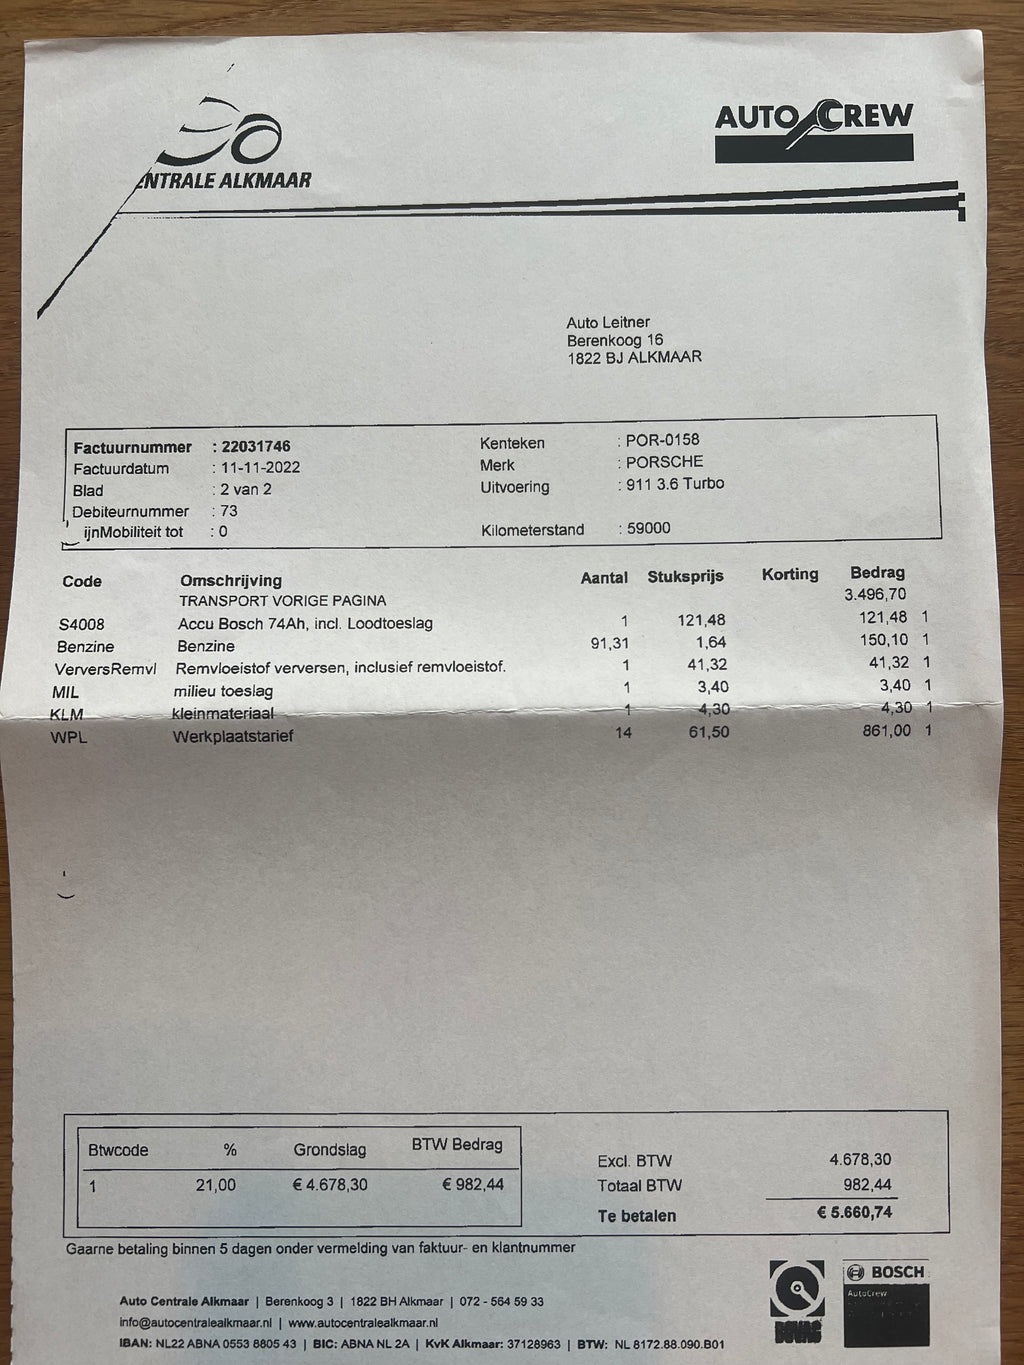 ENTRALE ALKMAAR
AUTO CREW
Auto Leitner
Berenkoog 16
1822 BJ ALKMAAR
Factuurnummer : 22031746
Factuurdatum : 11-11-2022
Blad : 2 van 2
Debiteurnummer : 73
ijnMobiliteit tot : 0
Kenteken : POR-0158
Merk : PORSCHE
Uitvoering : 911 3.6 Turbo
Kilometerstand : 59000
Code Omschrijving Aantal Stuksprijs Korting Bedrag
TRANSPORT VORIGE PAGINA 3.496,70
S4008 Accu Bosch 74Ah, incl. Loodtoeslag 1 121,48 121,48 1
Benzine Benzine 91,31 1,64 150,10 1
VerversRemvl Remvloeistof verversen, inclusief remvloeistof. 1 41,32 41,32 1
MIL milieu toeslag 1 3,40 3,40 1
KLM kleinmateriaal 1 4,30 4,30 1
WPL Werkplaatstarief 14 61,50 861,00 1
Btwcode % Grondslag BTW Bedrag
1 21,00 € 4.678,30 € 982,44
Excl. BTW 4.678,30
Totaal BTW 982,44
Te betalen € 5.660,74
Gaarne betaling binnen 5 dagen onder vermelding van faktuur- en klantnummer
Auto Centrale Alkmaar | Berenkoog 3 | 1822 BH Alkmaar | 072 - 564 59 33
info@autocentralealkmaar.nl | www.autocentralealkmaar.nl
IBAN: NL22 ABNA 0553 8805 43 | BIC: ABNA NL 2A | KvK Alkmaar: 37128963 | BTW: NL 8172.88.090.B01
BOVAG
BOSCH
AutoCrew